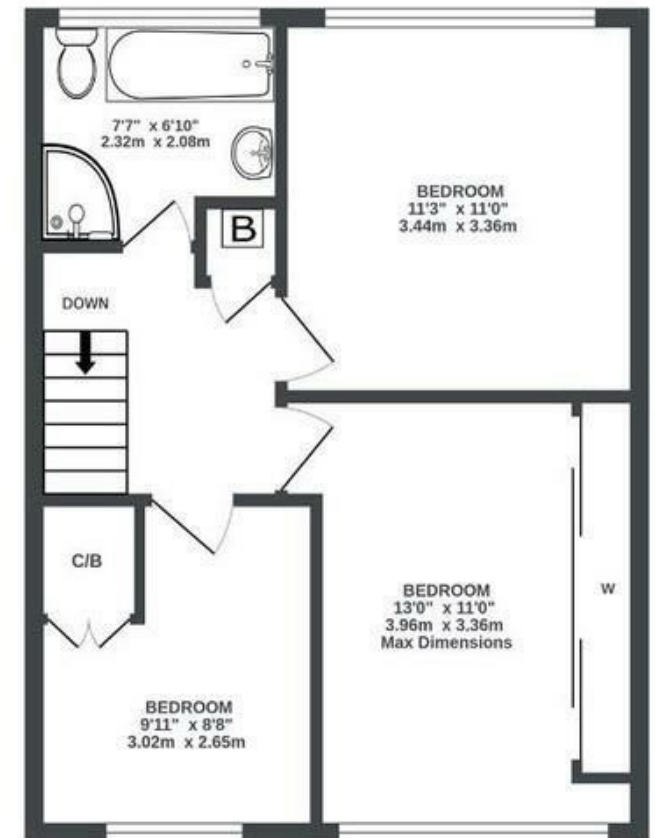 7'7" x 6'10"
2.32m x 2.08m
BEDROOM
11'3" x 11'0"
3.44m x 3.36m
B
DOWN
C/B
BEDROOM
13'0" x 11'0"
3.96m x 3.36m
Max Dimensions
W
BEDROOM
9'11" x 8'8"
3.02m x 2.65m